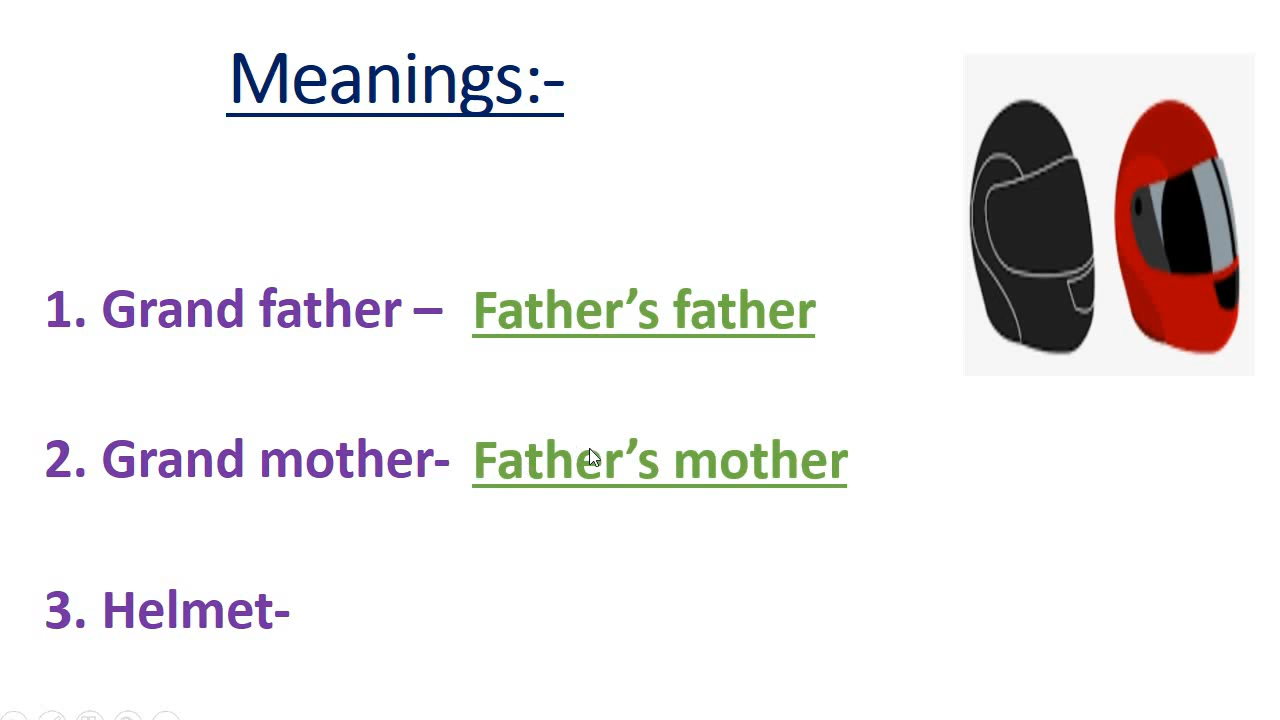 Meanings:-
1. Grand father – Father’s father
2. Grand mother- Father’s mother
3. Helmet-